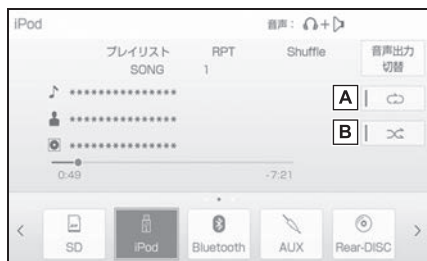 iPod 音声： +
プレイリスト RPT Shuffle 音声出力
SONG 1 切替
A
B
0:49 -7:21
SD iPod Bluetooth AUX Rear-DISC